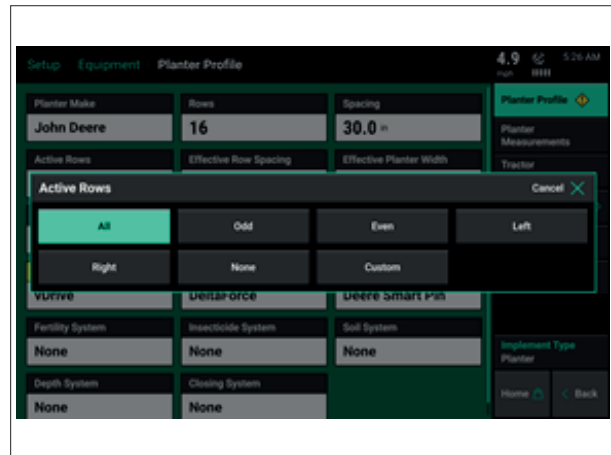 Setup Equipment Planter Profile
4.9 5:26 AM
mph
Planter Make Rows Spacing
John Deere 16 30.0 in
Planter Profile
Planter
Measurements
Active Rows Effective Row Spacing Effective Planter Width
Tractor
Active Rows Cancel
All Odd Even Left
Right None Custom
vDrive DeltaForce Deere Smart Pin
Fertility System Insecticide System Soil System
None None None
Implement Type
Planter
Depth System Closing System
None None
Home Back